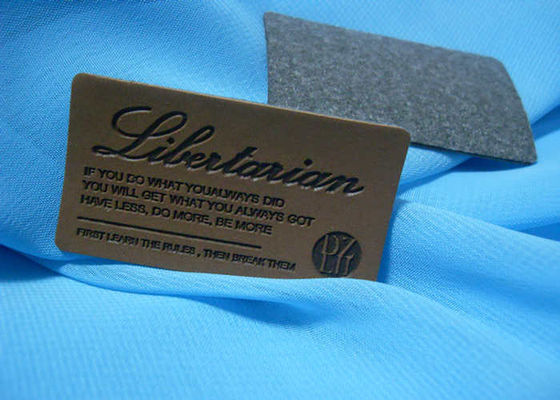 Libertarian
IF YOU DO WHAT YOUALWAYS DID
YOU WILL GET WHAT YOU ALWAYS GOT
HAVE LESS, DO MORE, BE MORE
FIRST LEARN THE RULES , THEN BREAK THEM